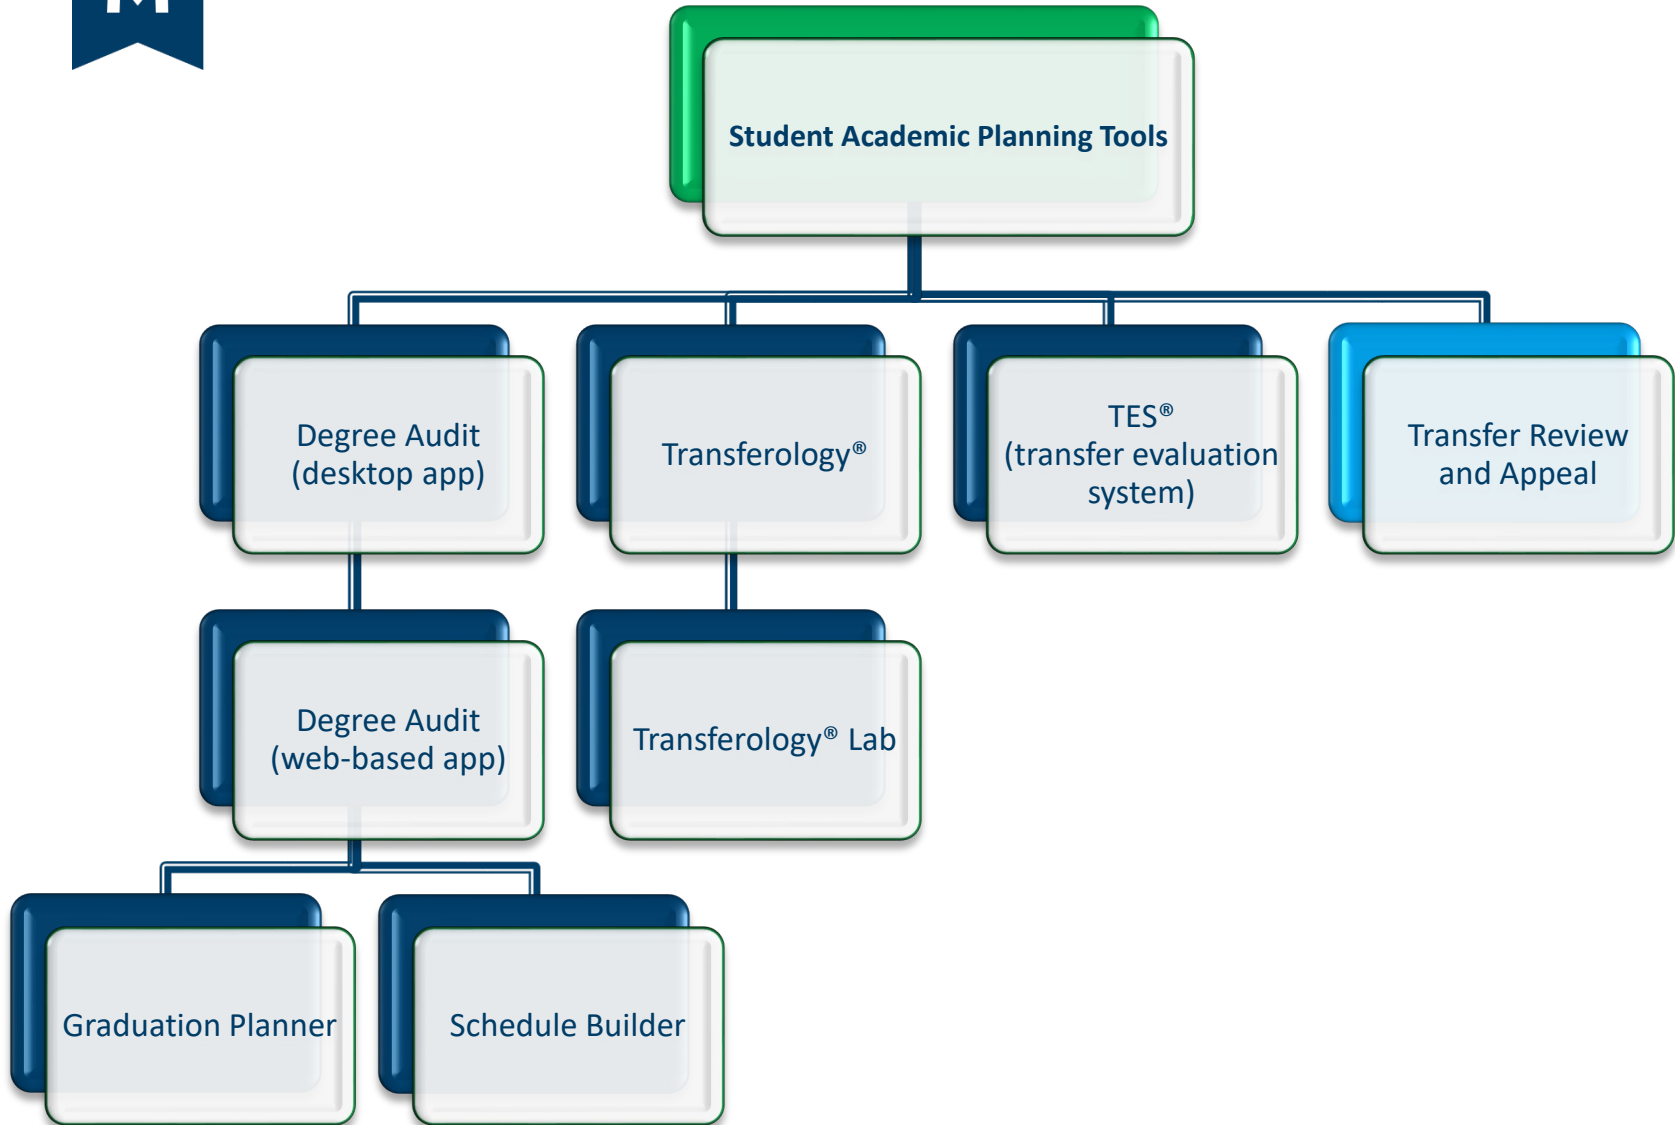 M
Student Academic Planning Tools
Degree Audit
(desktop app)
Transferology®
TES®
(transfer evaluation
system)
Transfer Review
and Appeal
Degree Audit
(web-based app)
Transferology® Lab
Graduation Planner
Schedule Builder